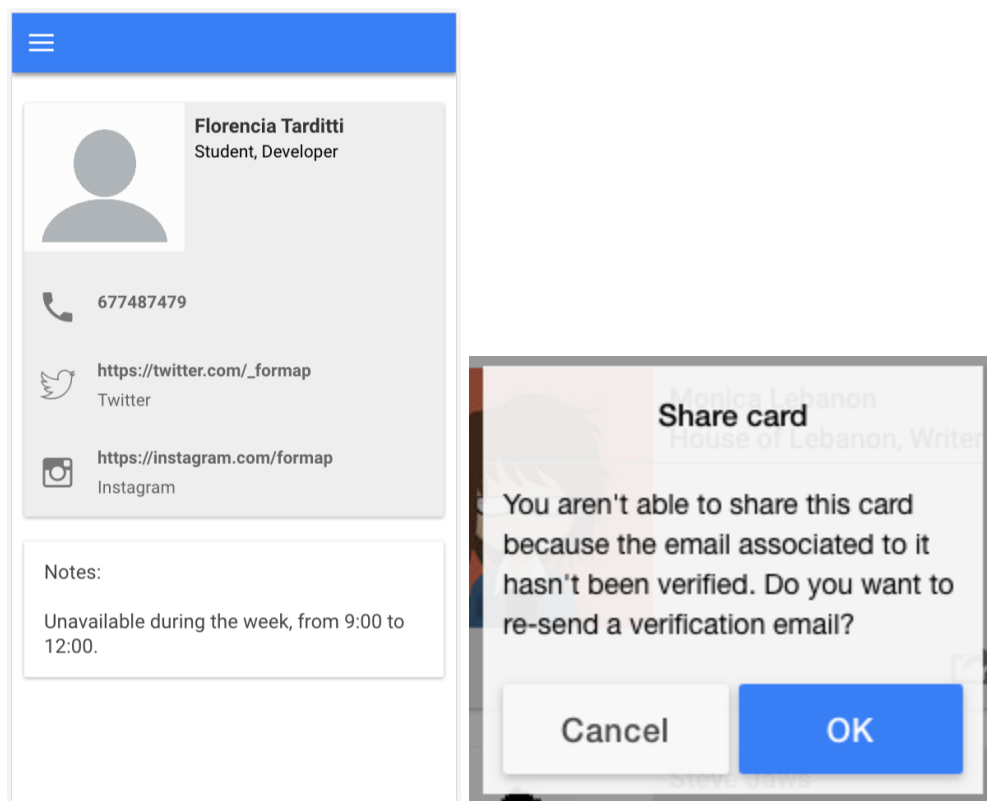 Florencia Tarditti
Student, Developer
677487479
https://twitter.com/_formap
Twitter
https://instagram.com/formap
Instagram
Notes:
Unavailable during the week, from 9:00 to
12:00.
Monica Lebanon
House of Lebanon, Writer
Share card
You aren't able to share this card
because the email associated to it
hasn't been verified. Do you want to
re-send a verification email?
Cancel
OK
Steve Jaws